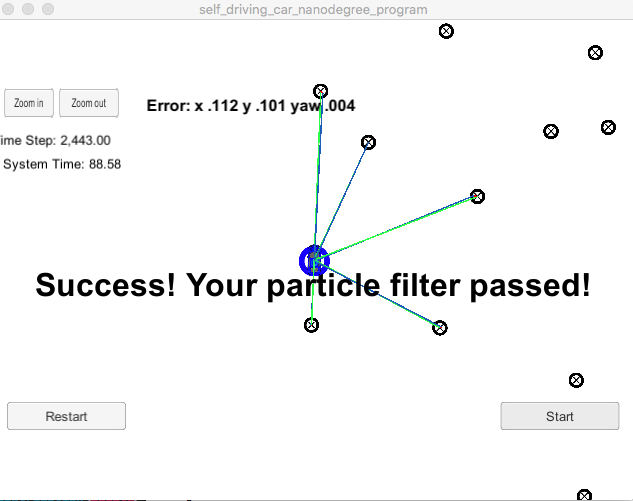 self_driving_car_nanodegree_program
Zoom in
Zoom out
Error: x .112 y .101 yaw .004
ime Step: 2,443.00
System Time: 88.58
Success! Your particle filter passed!
Restart
Start